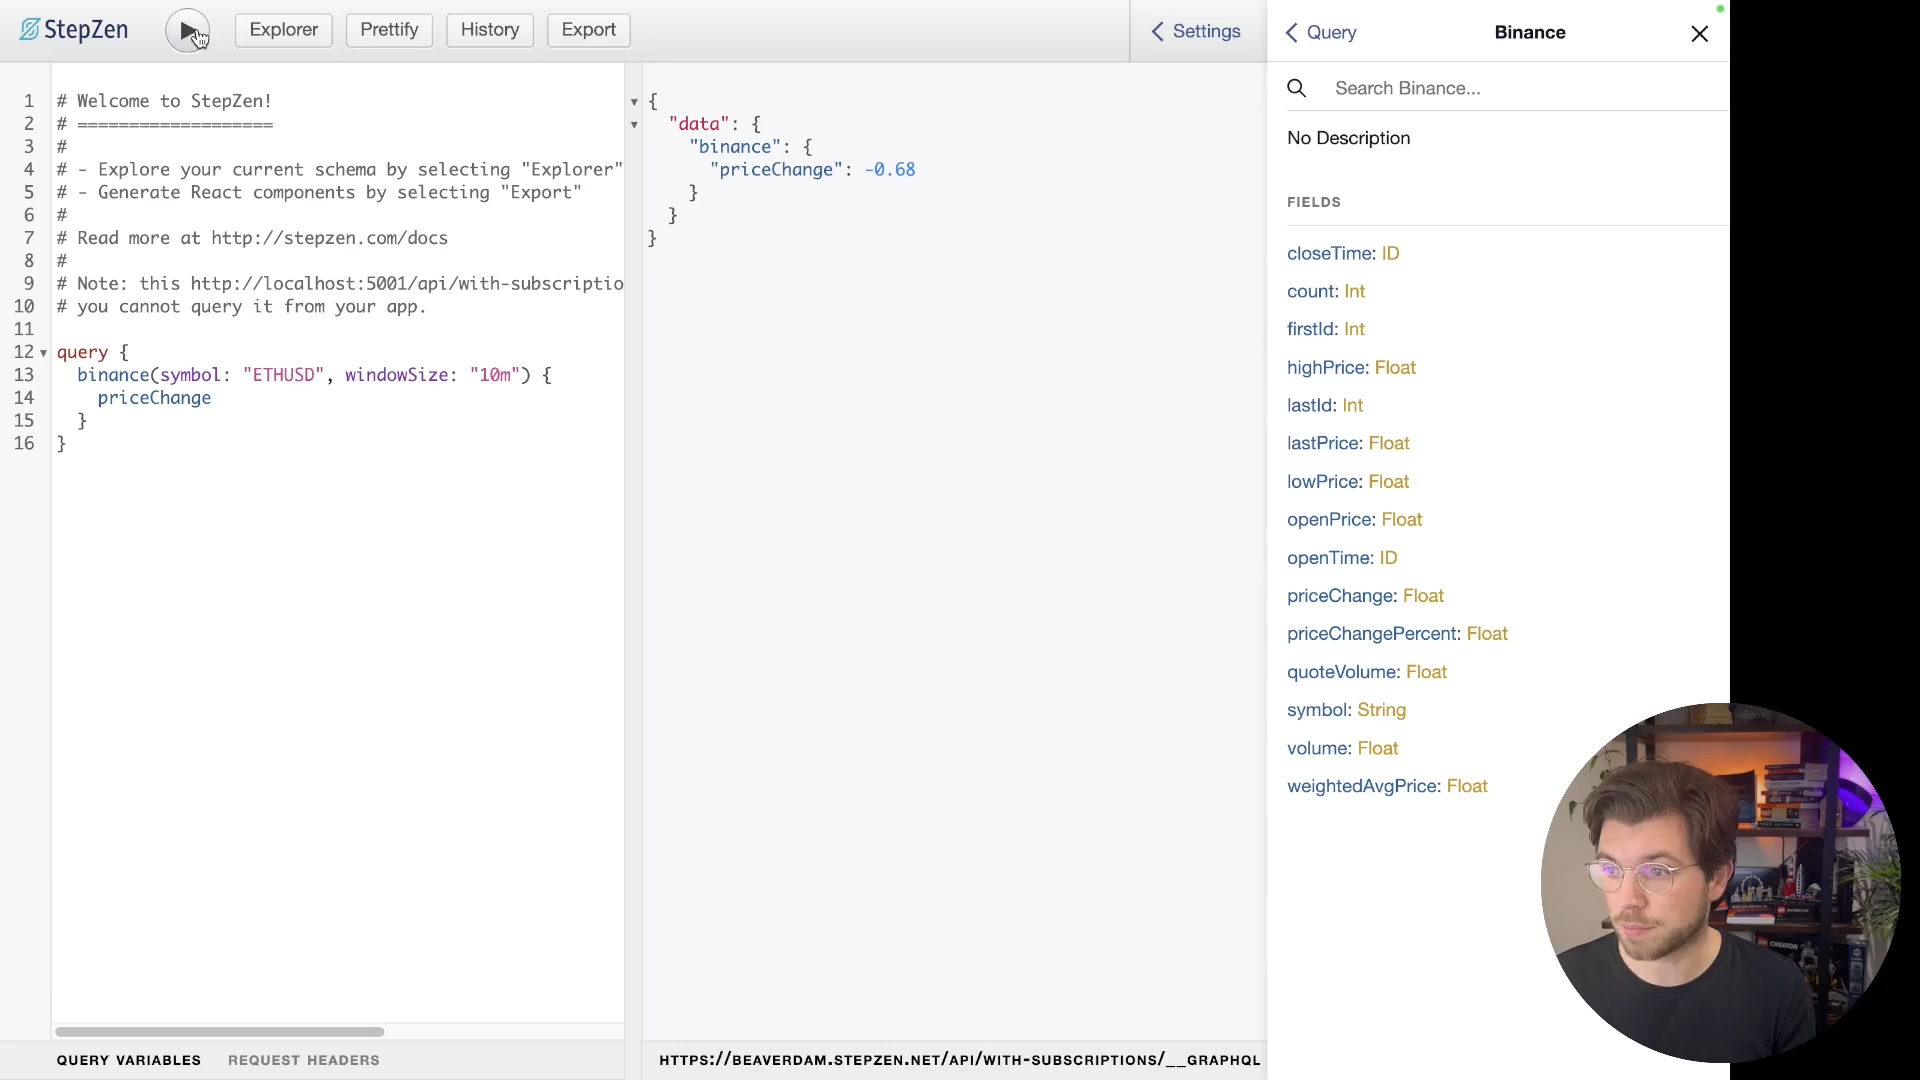 StepZen
Explorer
Prettify
History
Export
Settings
Query
Binance
1 # Welcome to StepZen!
2 # ===================
3 #
4 # - Explore your current schema by selecting "Explorer"
5 # - Generate React components by selecting "Export"
6 #
7 # Read more at http://stepzen.com/docs
8 #
9 # Note: this http://localhost:5001/api/with-subscriptio
10 # you cannot query it from your app.
11
12 query {
13 binance(symbol: "ETHUSD", windowSize: "10m") {
14 priceChange
15 }
16 }
{
"data": {
"binance": {
"priceChange": -0.68
}
}
}
Search Binance...
No Description
FIELDS
closeTime: ID
count: Int
firstId: Int
highPrice: Float
lastId: Int
lastPrice: Float
lowPrice: Float
openPrice: Float
openTime: ID
priceChange: Float
priceChangePercent: Float
quoteVolume: Float
symbol: String
volume: Float
weightedAvgPrice: Float
QUERY VARIABLES
REQUEST HEADERS
HTTPS://BEAVERDAM.STEPZEN.NET/API/WITH-SUBSCRIPTIONS/__GRAPHQL